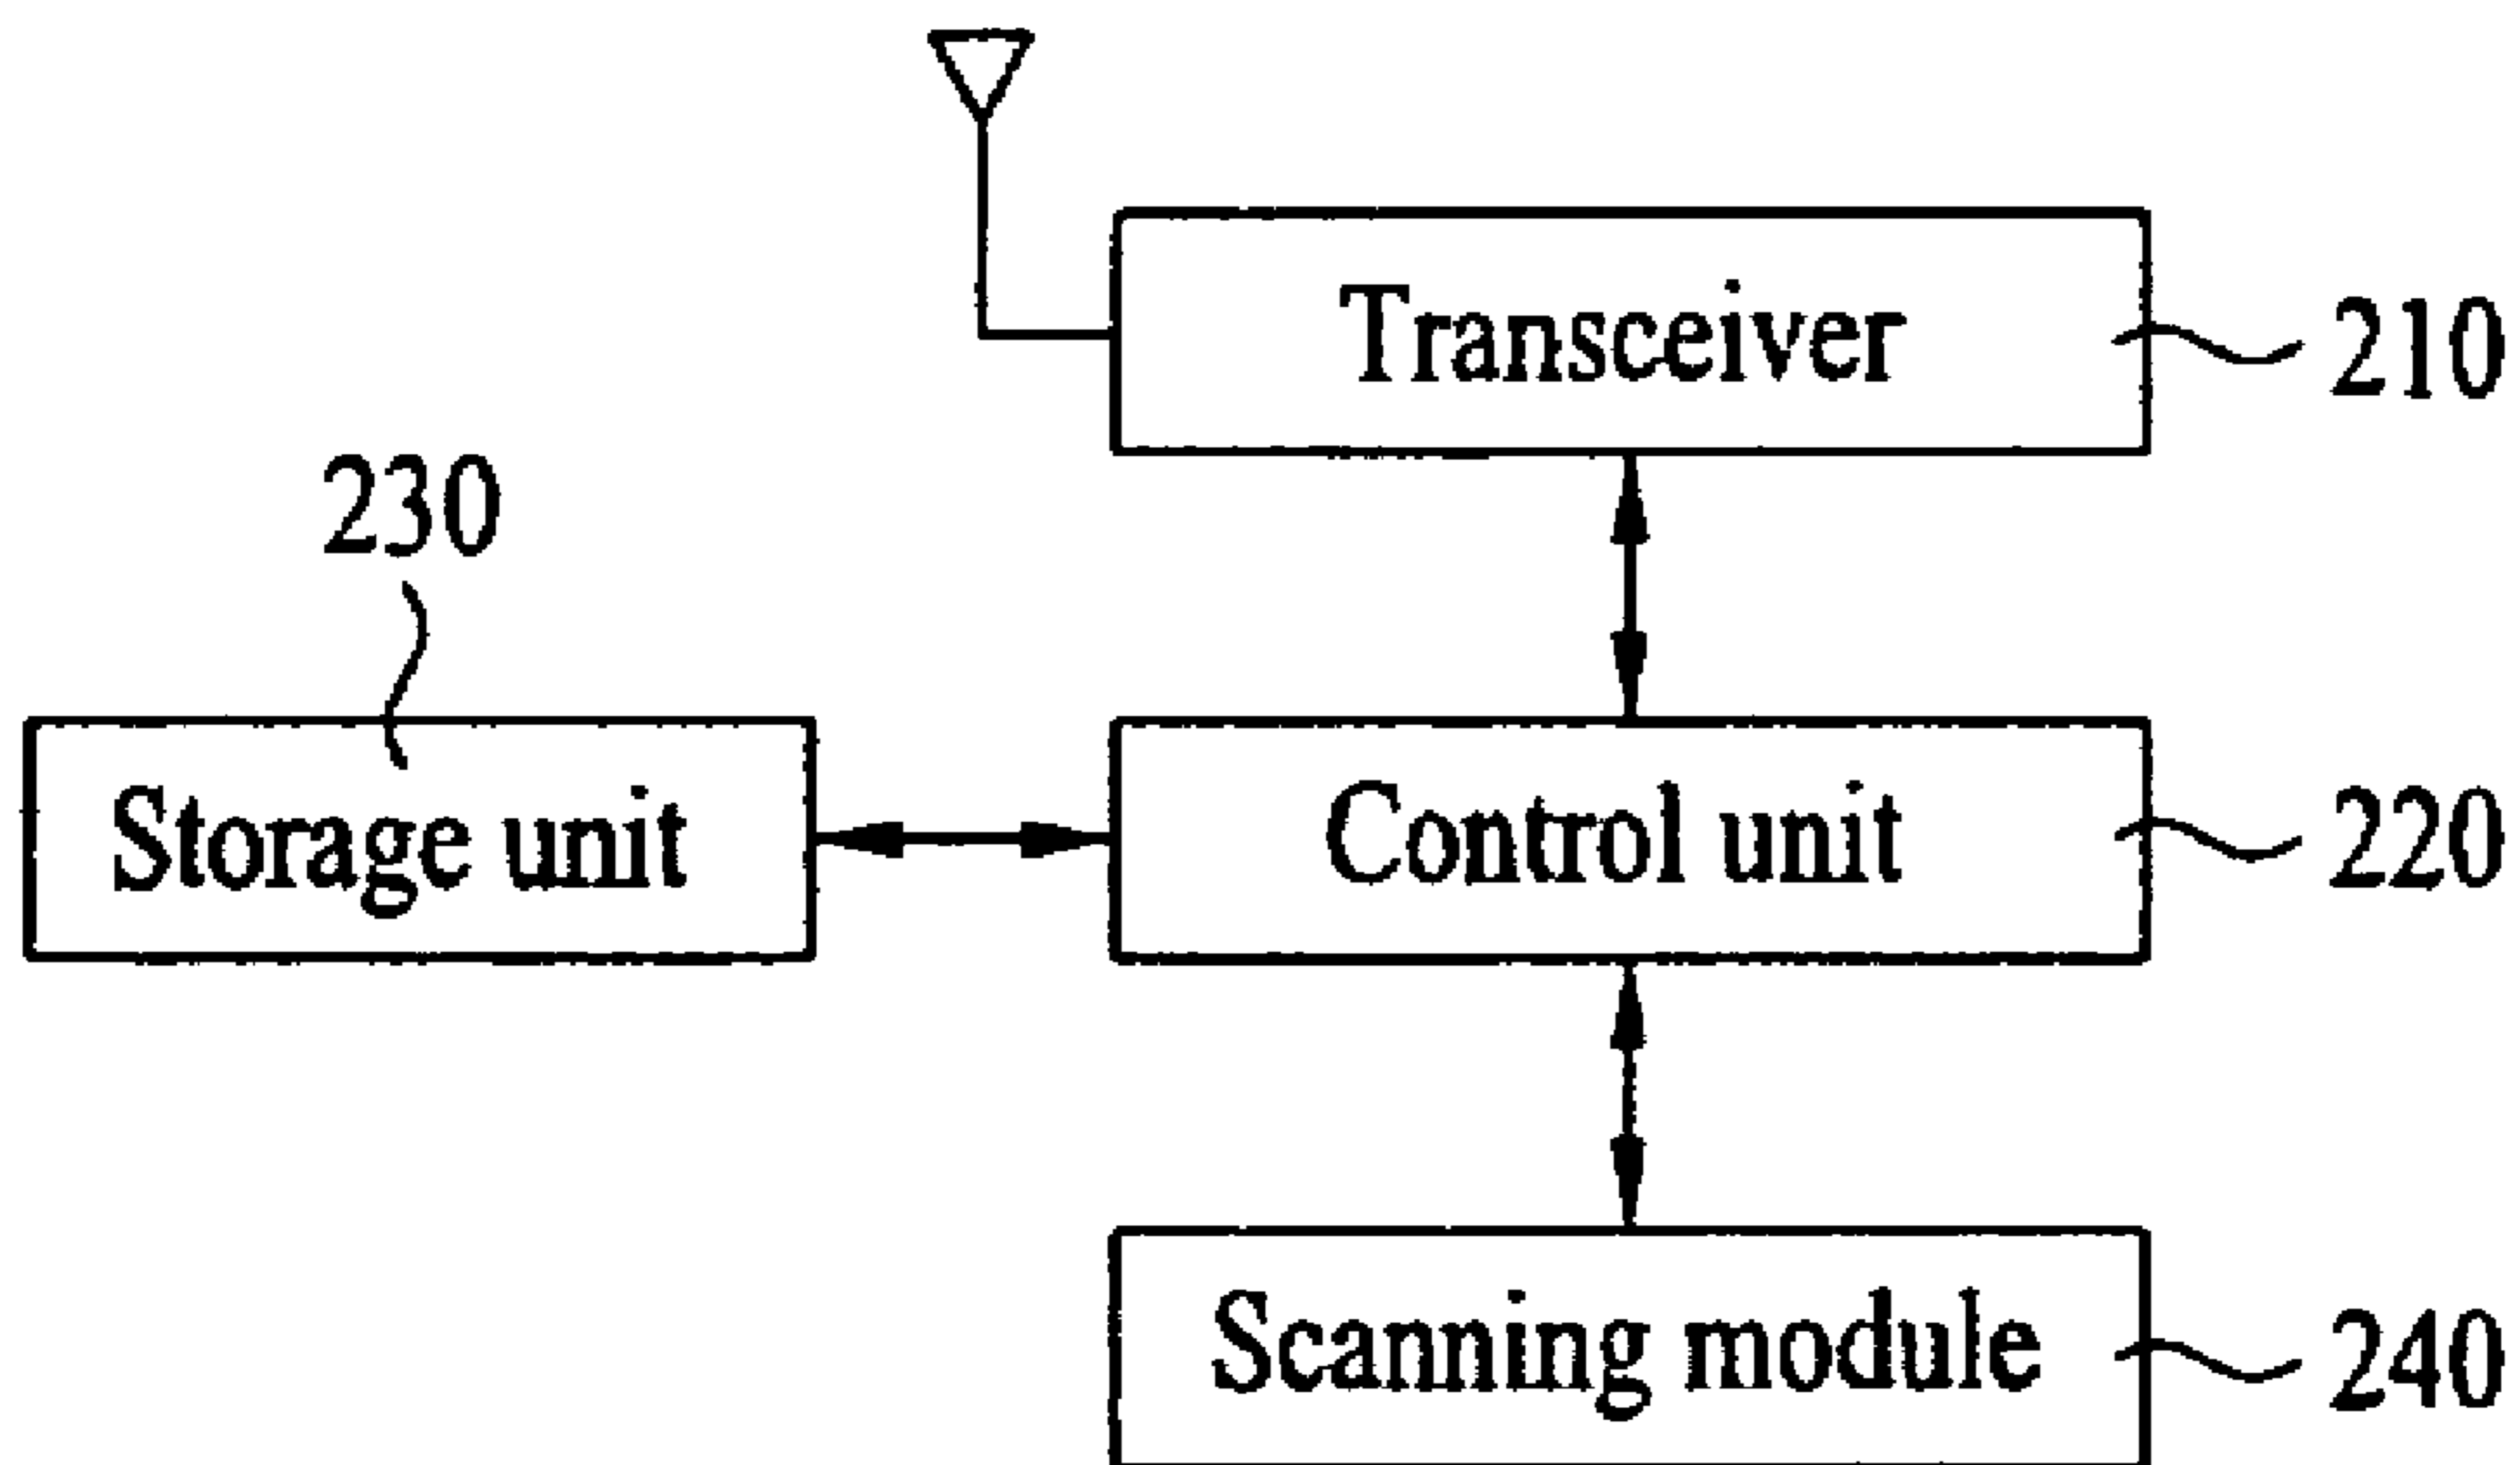 Transceiver
210
230
Storage unit
Control unit
220
Scanning module
240